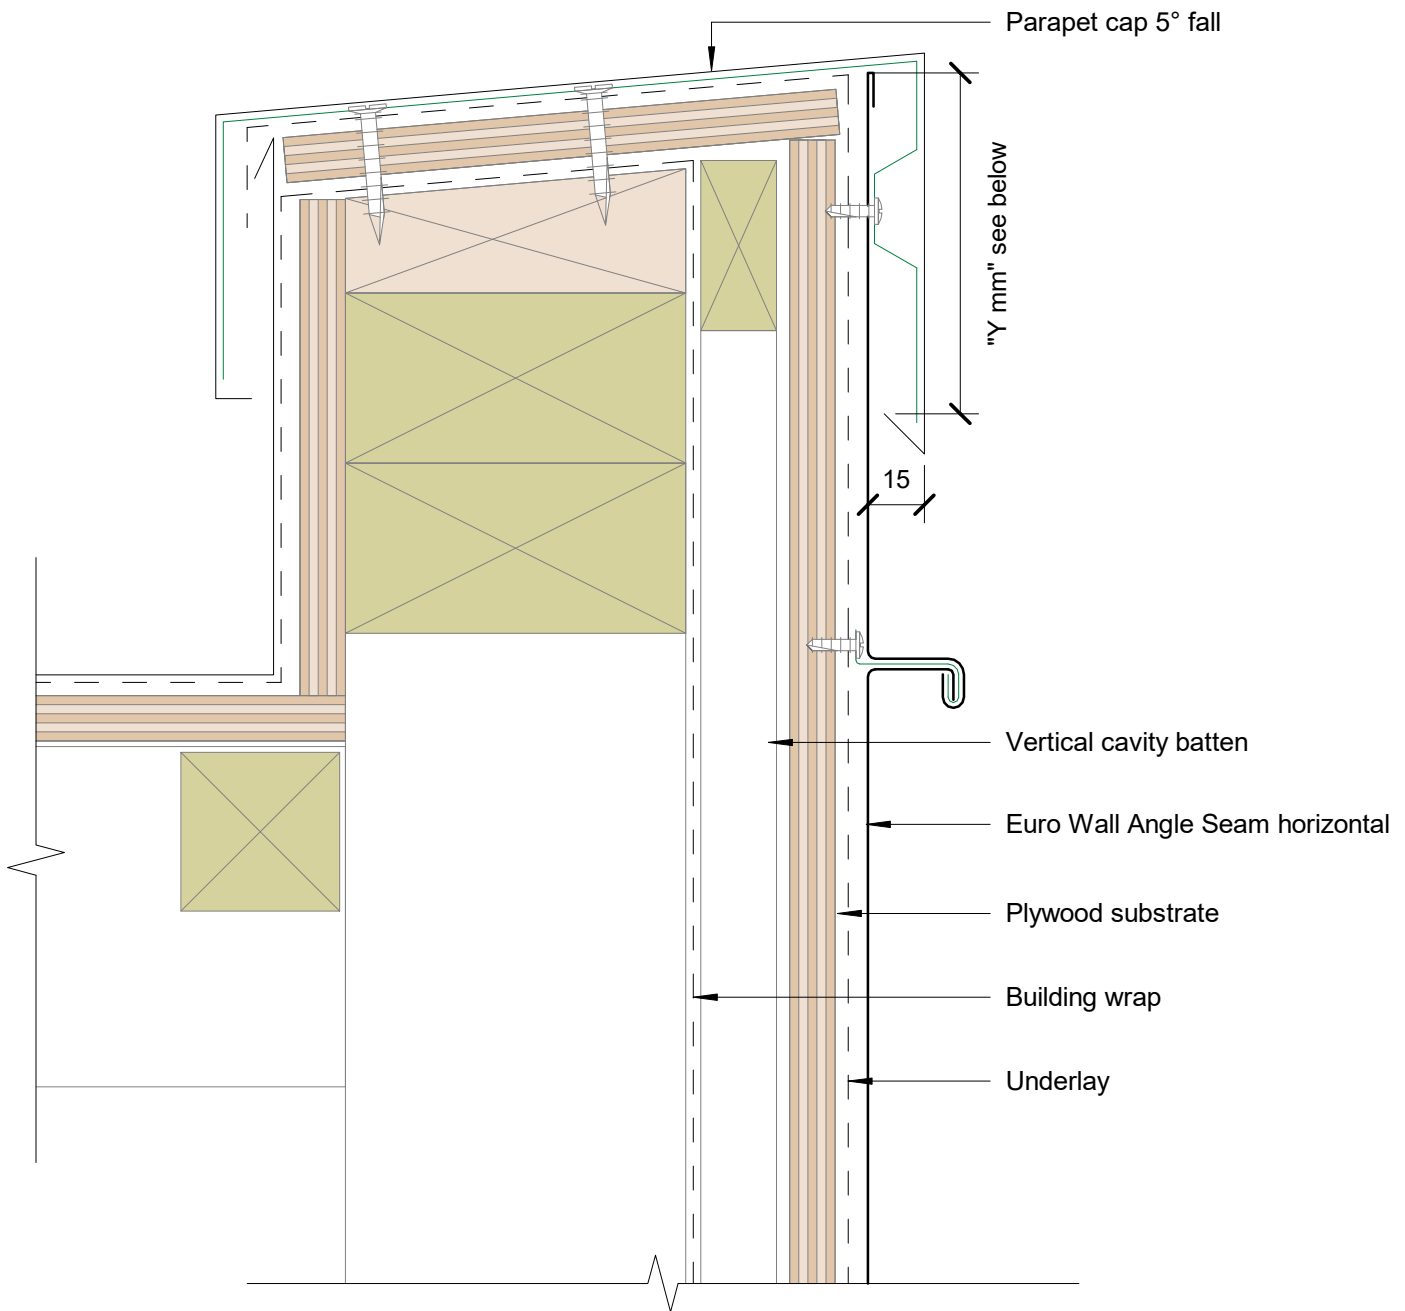 Parapet cap 5° fall
"Y mm" see below
15
Vertical cavity batten
Euro Wall Angle Seam horizontal
Plywood substrate
Building wrap
Underlay